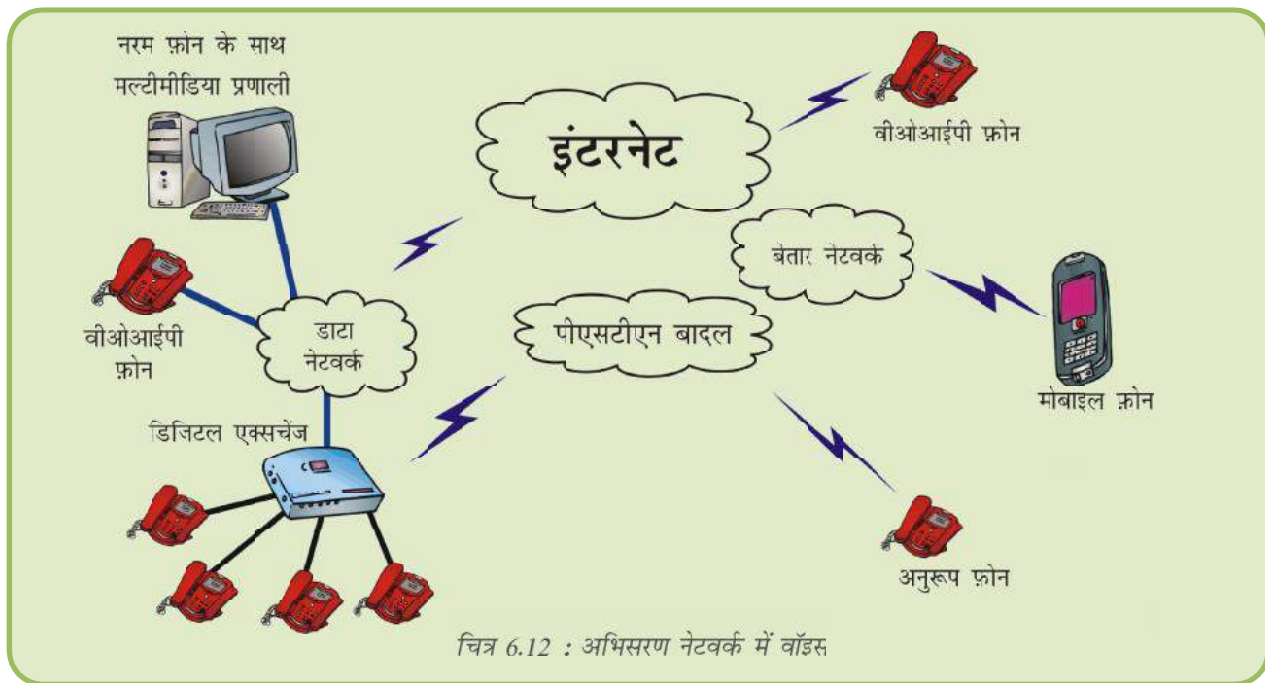 नरम फ़ोन के साथ
मल्टीमीडिया प्रणाली
इंटरनेट
वीओआईपी फ़ोन
बेतार नेटवर्क
वीओआईपी
फ़ोन
डाटा
नेटवर्क
पीएसटीएन बादल
मोबाइल फ़ोन
डिजिटल एक्सचेंज
अनुरूप फ़ोन
चित्र 6.12 : अभिसरण नेटवर्क में वॉइस